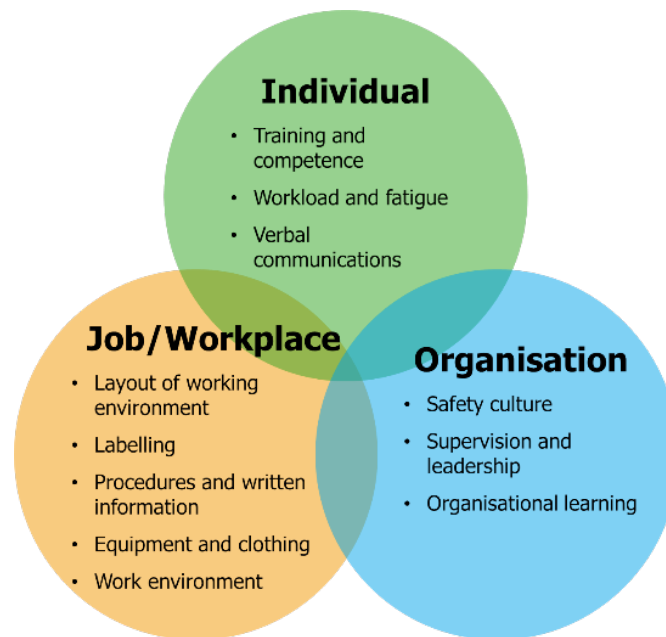 Individual
• Training and
competence
• Workload and fatigue
• Verbal
communications
Job/Workplace
• Layout of working
environment
• Labelling
• Procedures and written
information
• Equipment and clothing
• Work environment
Organisation
• Safety culture
• Supervision and
leadership
• Organisational learning